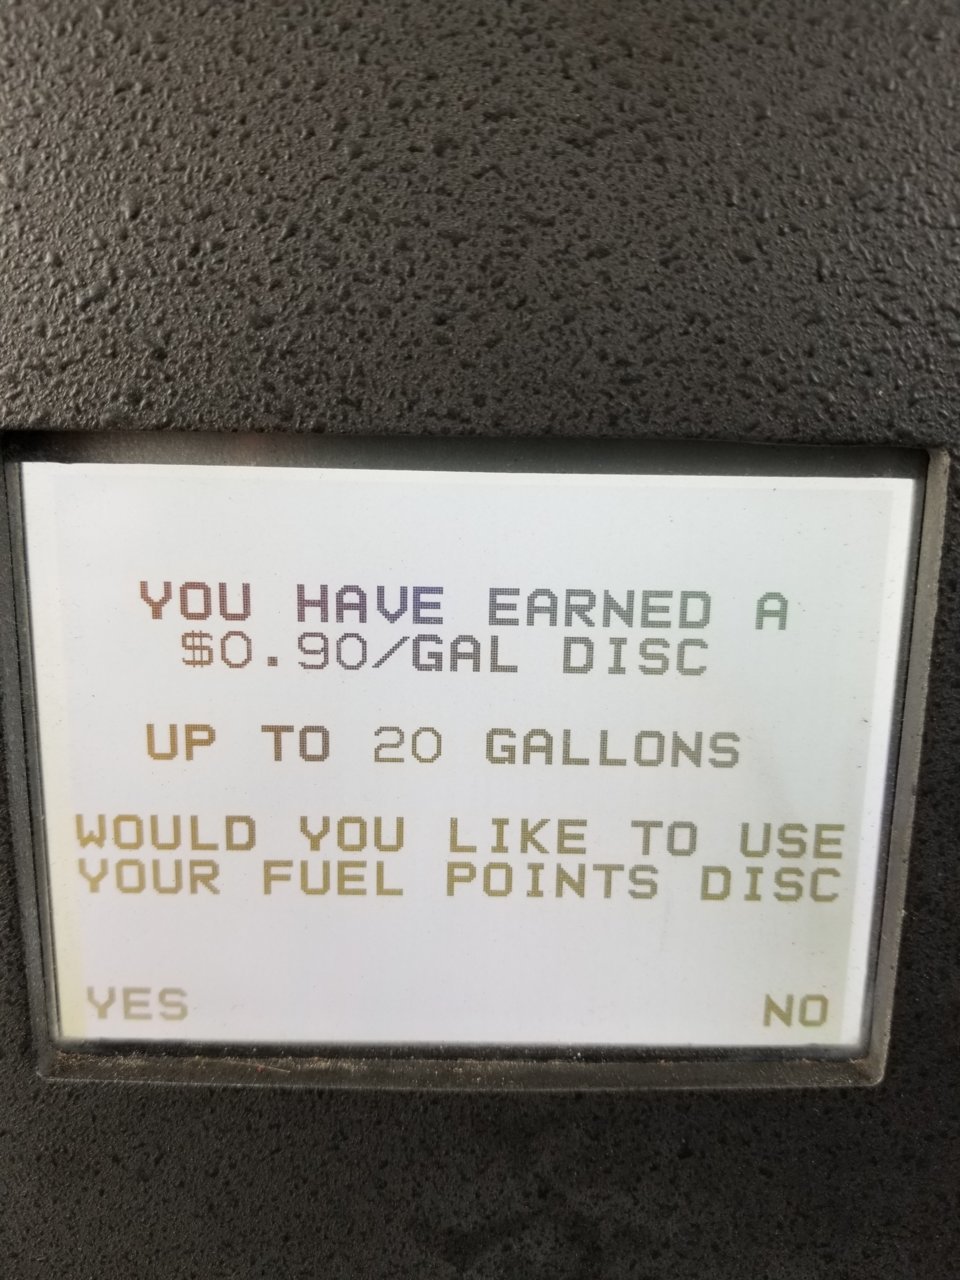 YOU HAVE EARNED A
$0.90/GAL DISC
UP TO 20 GALLONS
WOULD YOU LIKE TO USE
YOUR FUEL POINTS DISC
YES NO